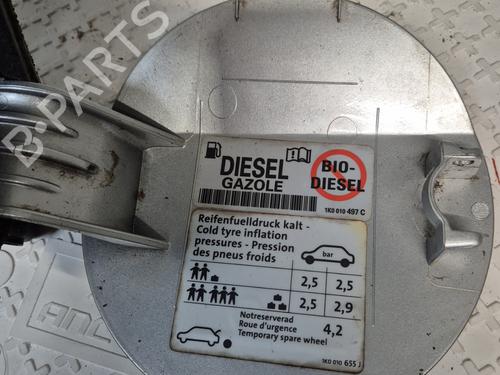 B-PARTS
DIESEL
GAZOLE
BIO-
DIESEL
1K0 010 497 C
Reifenfuelldruck kalt -
Cold tyre inflation
pressures - Pression
des pneus froids
bar
2,5 2,5
2,5 2,9
Notreserverad
Roue d'urgence
Temporary spare wheel
4,2
1K0 010 655 J